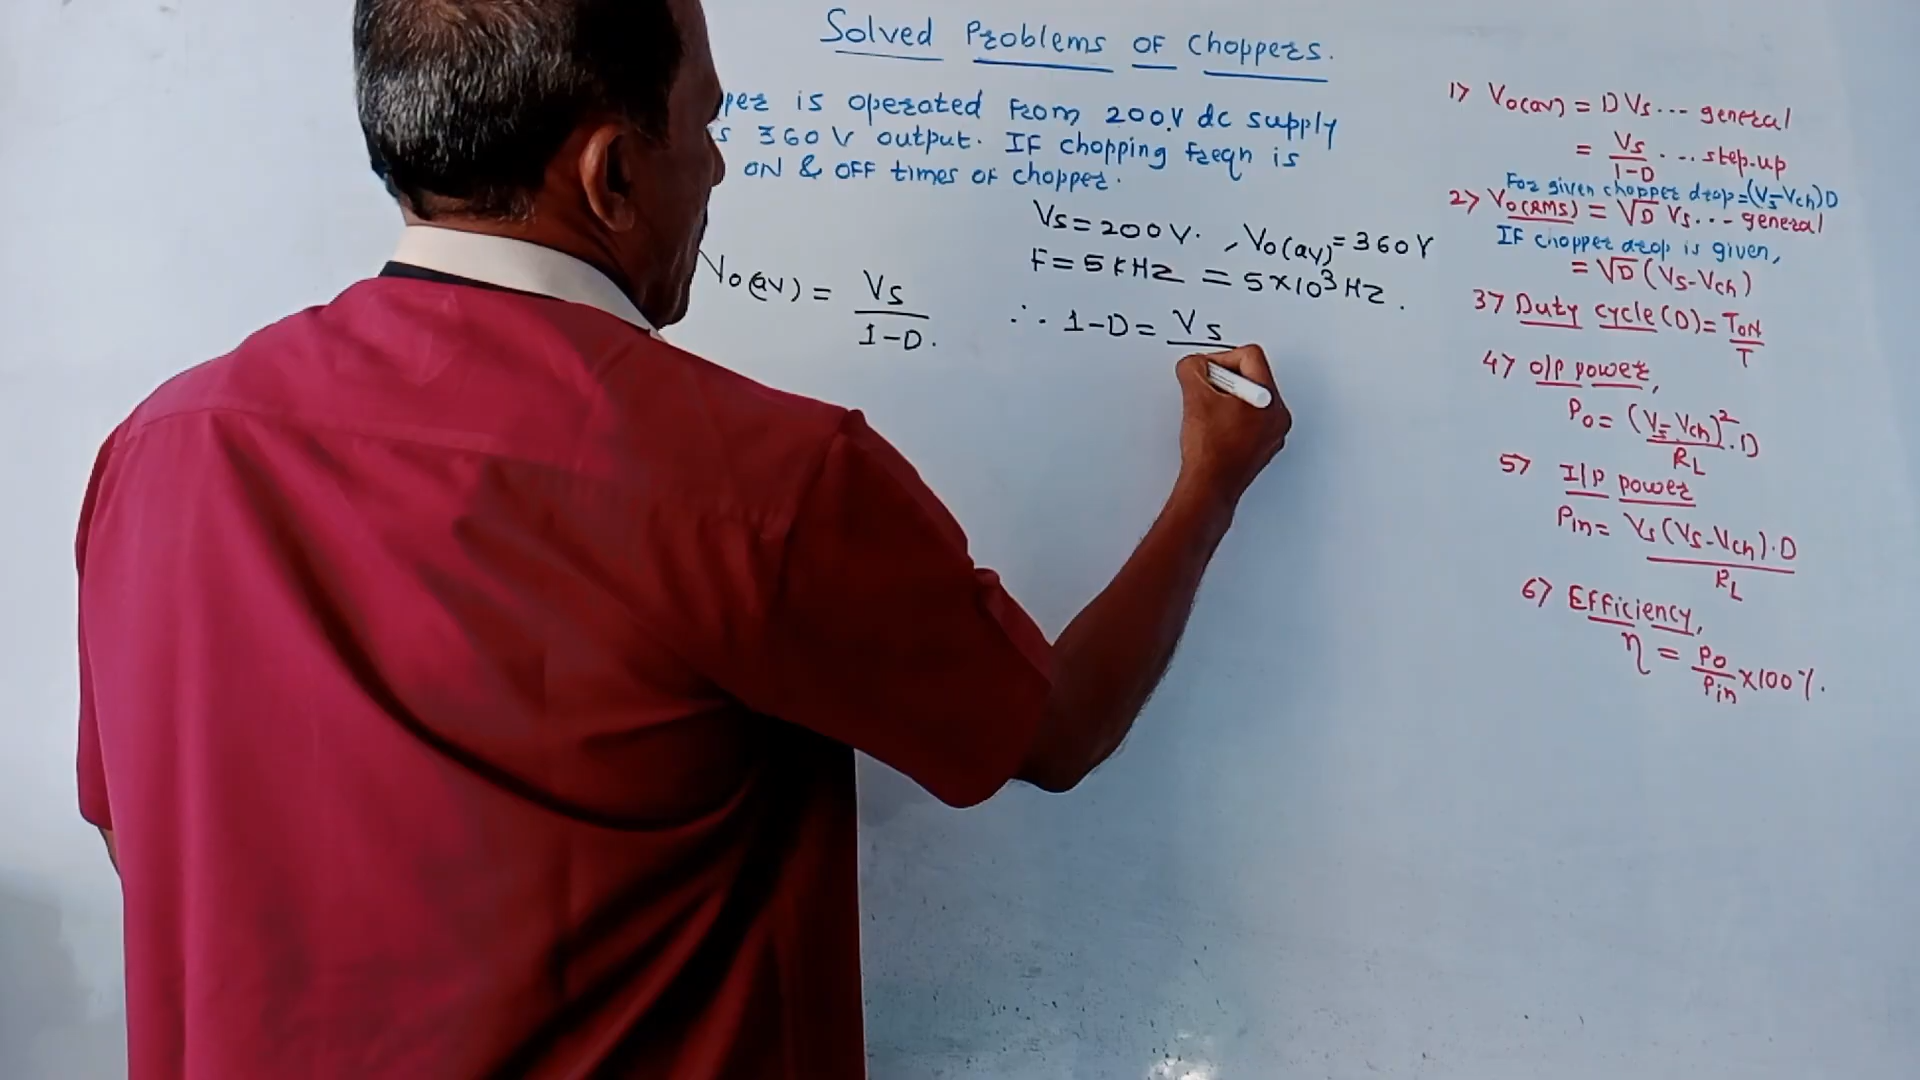 Solved Problems OF Choppers.
is operated From 200V dc supply
360V output. IF chopping Freqn is
ON & OFF times of chopper.
Vs = 200V. , Vo(av) = 360V
F = 5KHZ = 5×10³HZ.
Vo(av) = Vs / 1-D.
∴ 1-D = Vs
1> Vo(av) = DVs... general
= Vs / 1-D ... step-up
For given chopper drop=(Vs-Vch)D
2> Vo(RMS) = √D Vs... general
IF chopper drop is given,
= √D (Vs-Vch)
3> Duty cycle(D) = TON / T
4> O/P power,
Po = (Vs-Vch)² / RL . D
5> I/P power
Pin = Vs(Vs-Vch).D / RL
6> Efficiency,
η = Po / Pin ×100%.